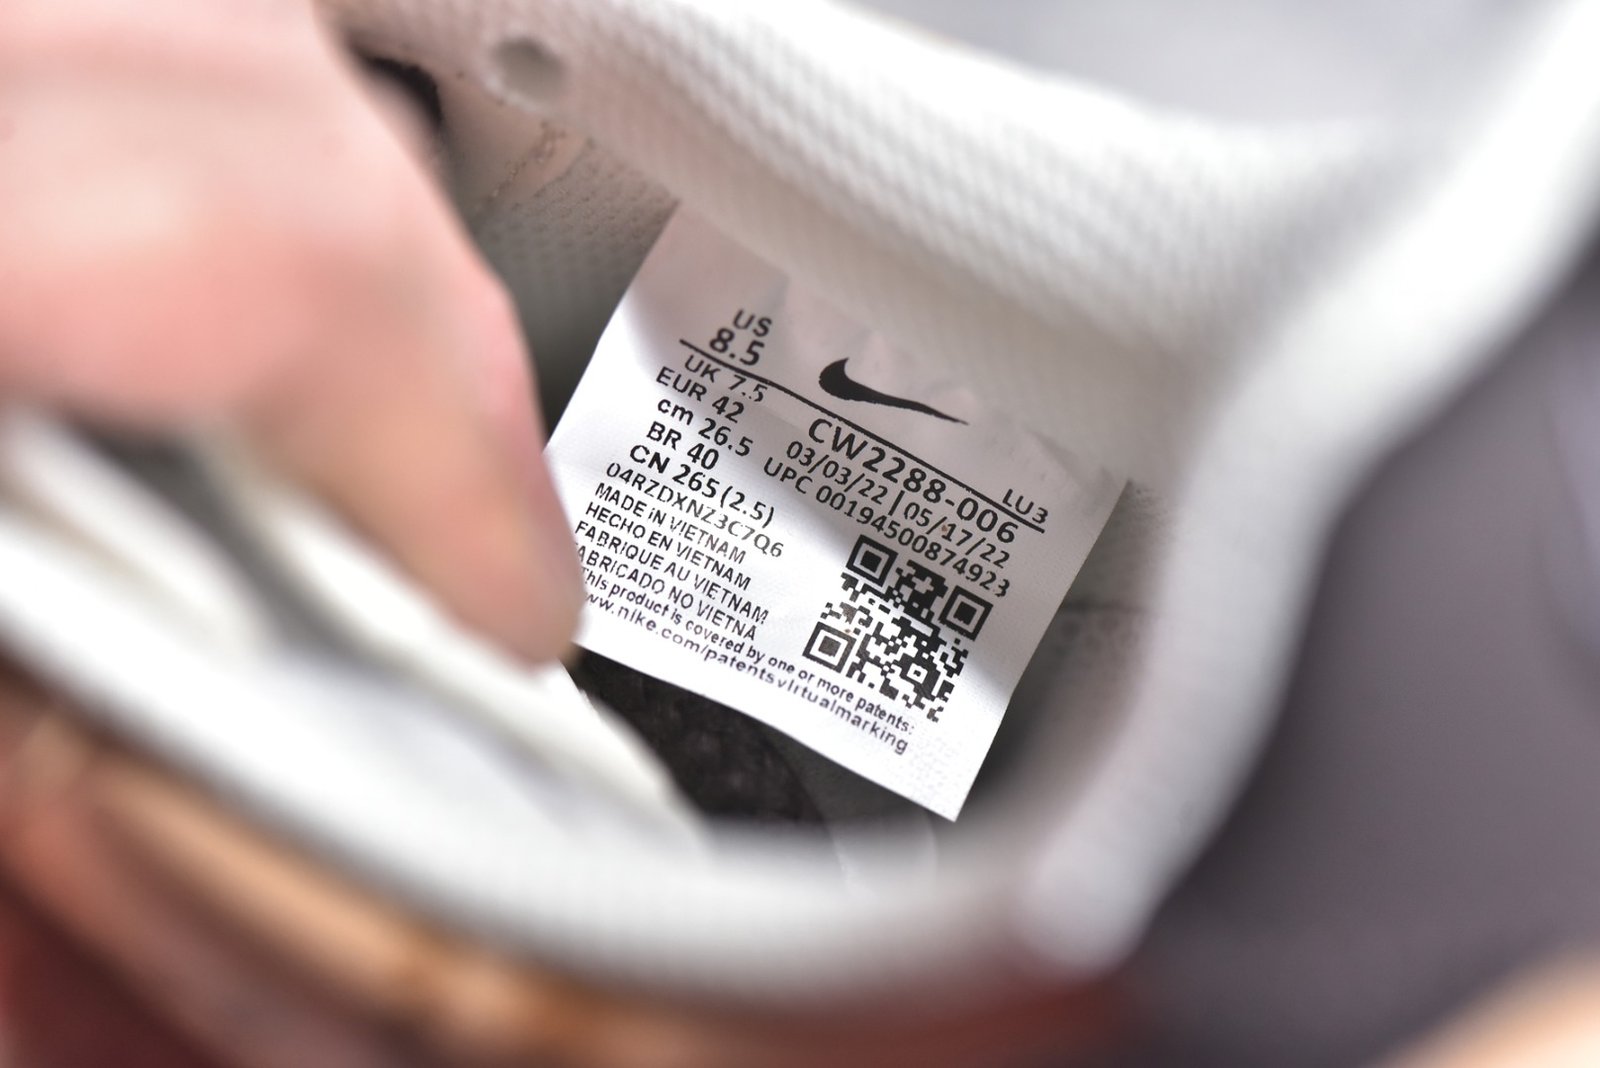 US
8.5
LU3
UK 7.5
EUR 42
cm 26.5
BR 40
CN 265(2.5)
CW2288-006
03/03/22 | 05/17/22
UPC 00194500874923
04RZDXNZ3C7Q6
MADE IN VIETNAM
HECHO EN VIETNAM
FABRIQUE AU VIETNAM
ABRICADO NO VIETNA
This product is covered by one or more patents:
ww.nike.com/patentsvirtualmarking